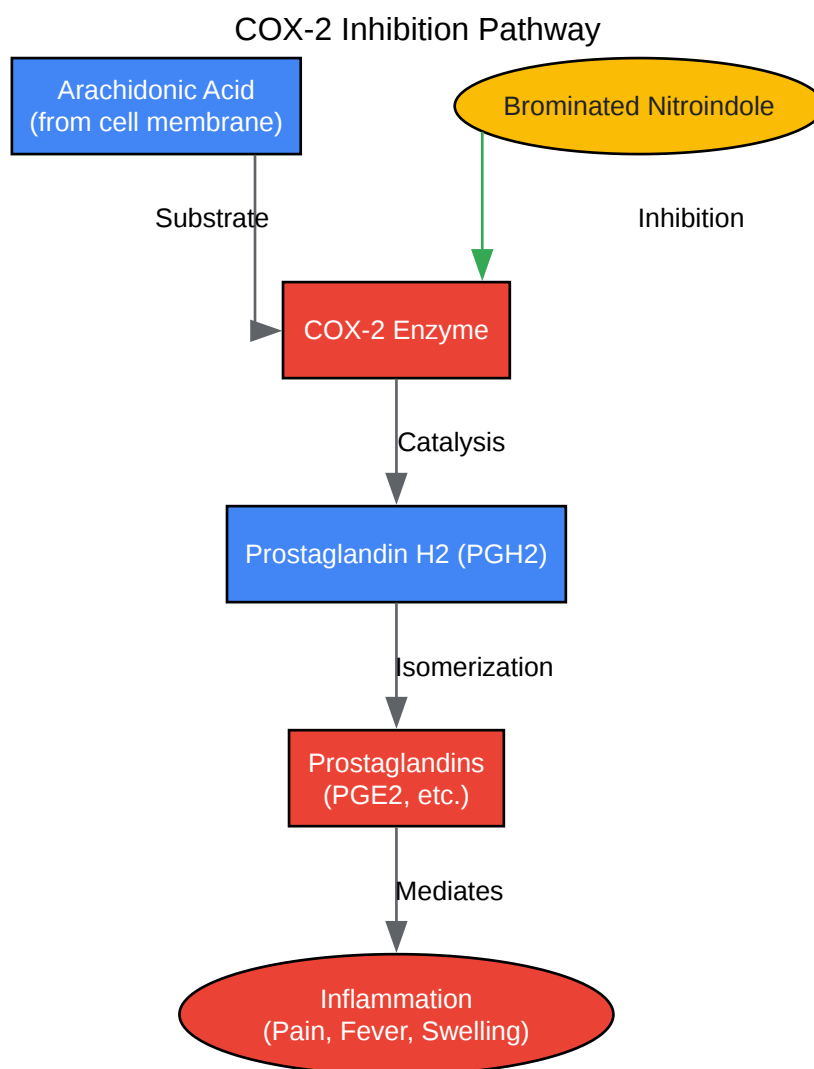 COX-2 Inhibition Pathway
Arachidonic Acid
(from cell membrane)
Brominated Nitroindole
Substrate
Inhibition
COX-2 Enzyme
Catalysis
Prostaglandin H2 (PGH2)
Isomerization
Prostaglandins
(PGE2, etc.)
Mediates
Inflammation
(Pain, Fever, Swelling)